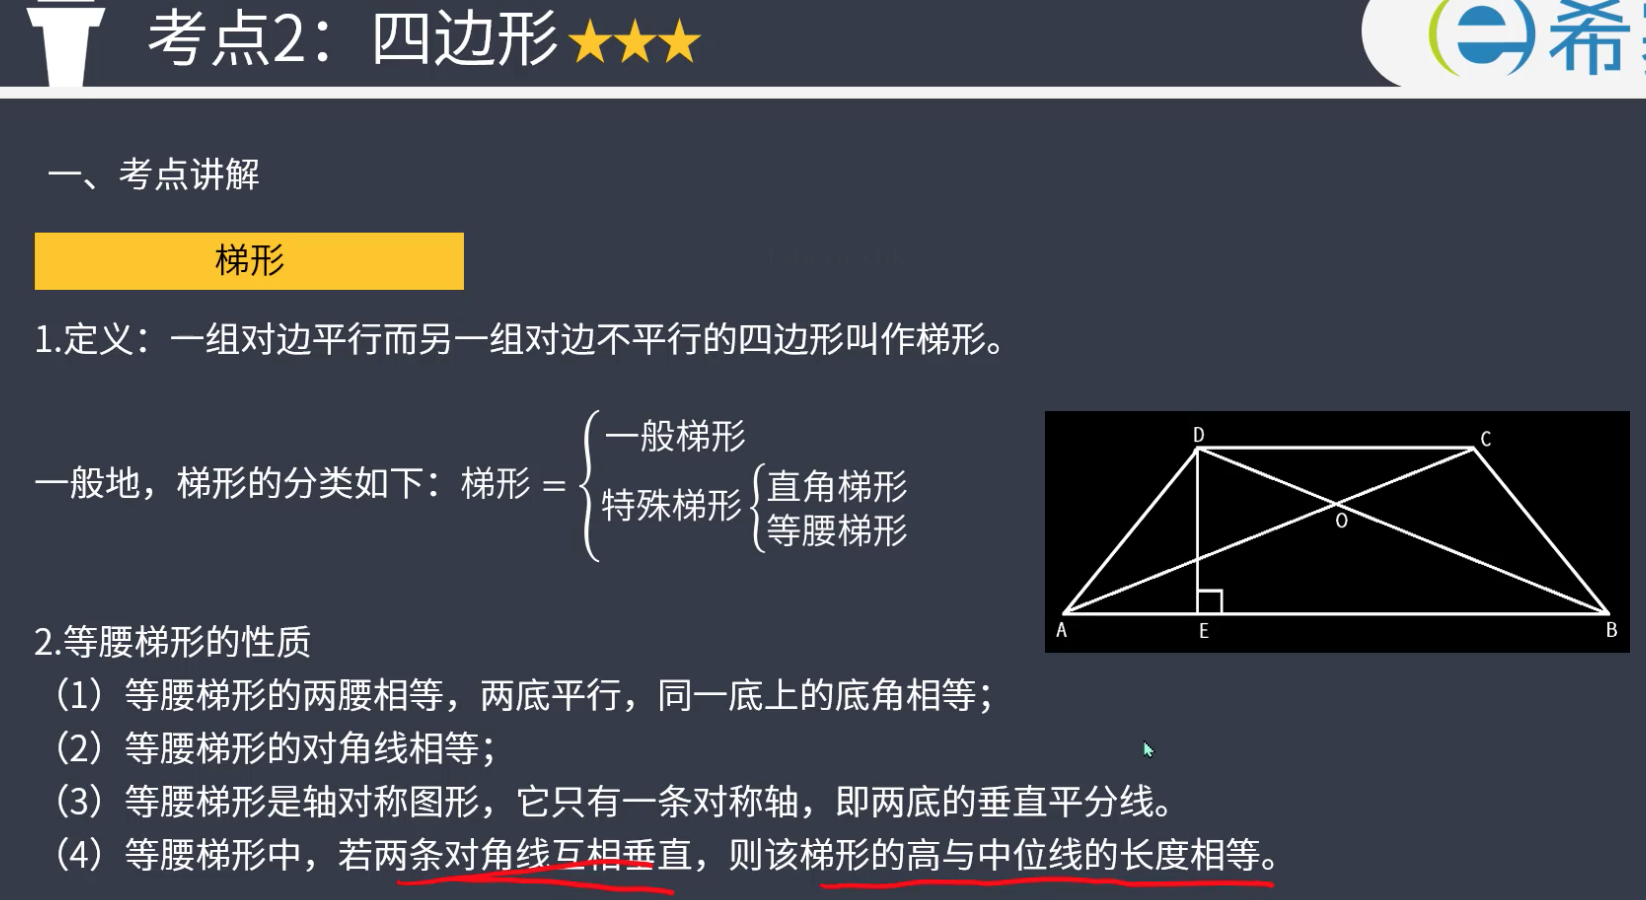 考点2：四边形★★★
希
一、考点讲解
梯形
1.定义：一组对边平行而另一组对边不平行的四边形叫作梯形。
一般梯形
一般地，梯形的分类如下：梯形 = 特殊梯形
直角梯形
等腰梯形
D
C
O
A
E
B
2.等腰梯形的性质
（1）等腰梯形的两腰相等，两底平行，同一底上的底角相等；
（2）等腰梯形的对角线相等；
（3）等腰梯形是轴对称图形，它只有一条对称轴，即两底的垂直平分线。
（4）等腰梯形中，若两条对角线互相垂直，则该梯形的高与中位线的长度相等。